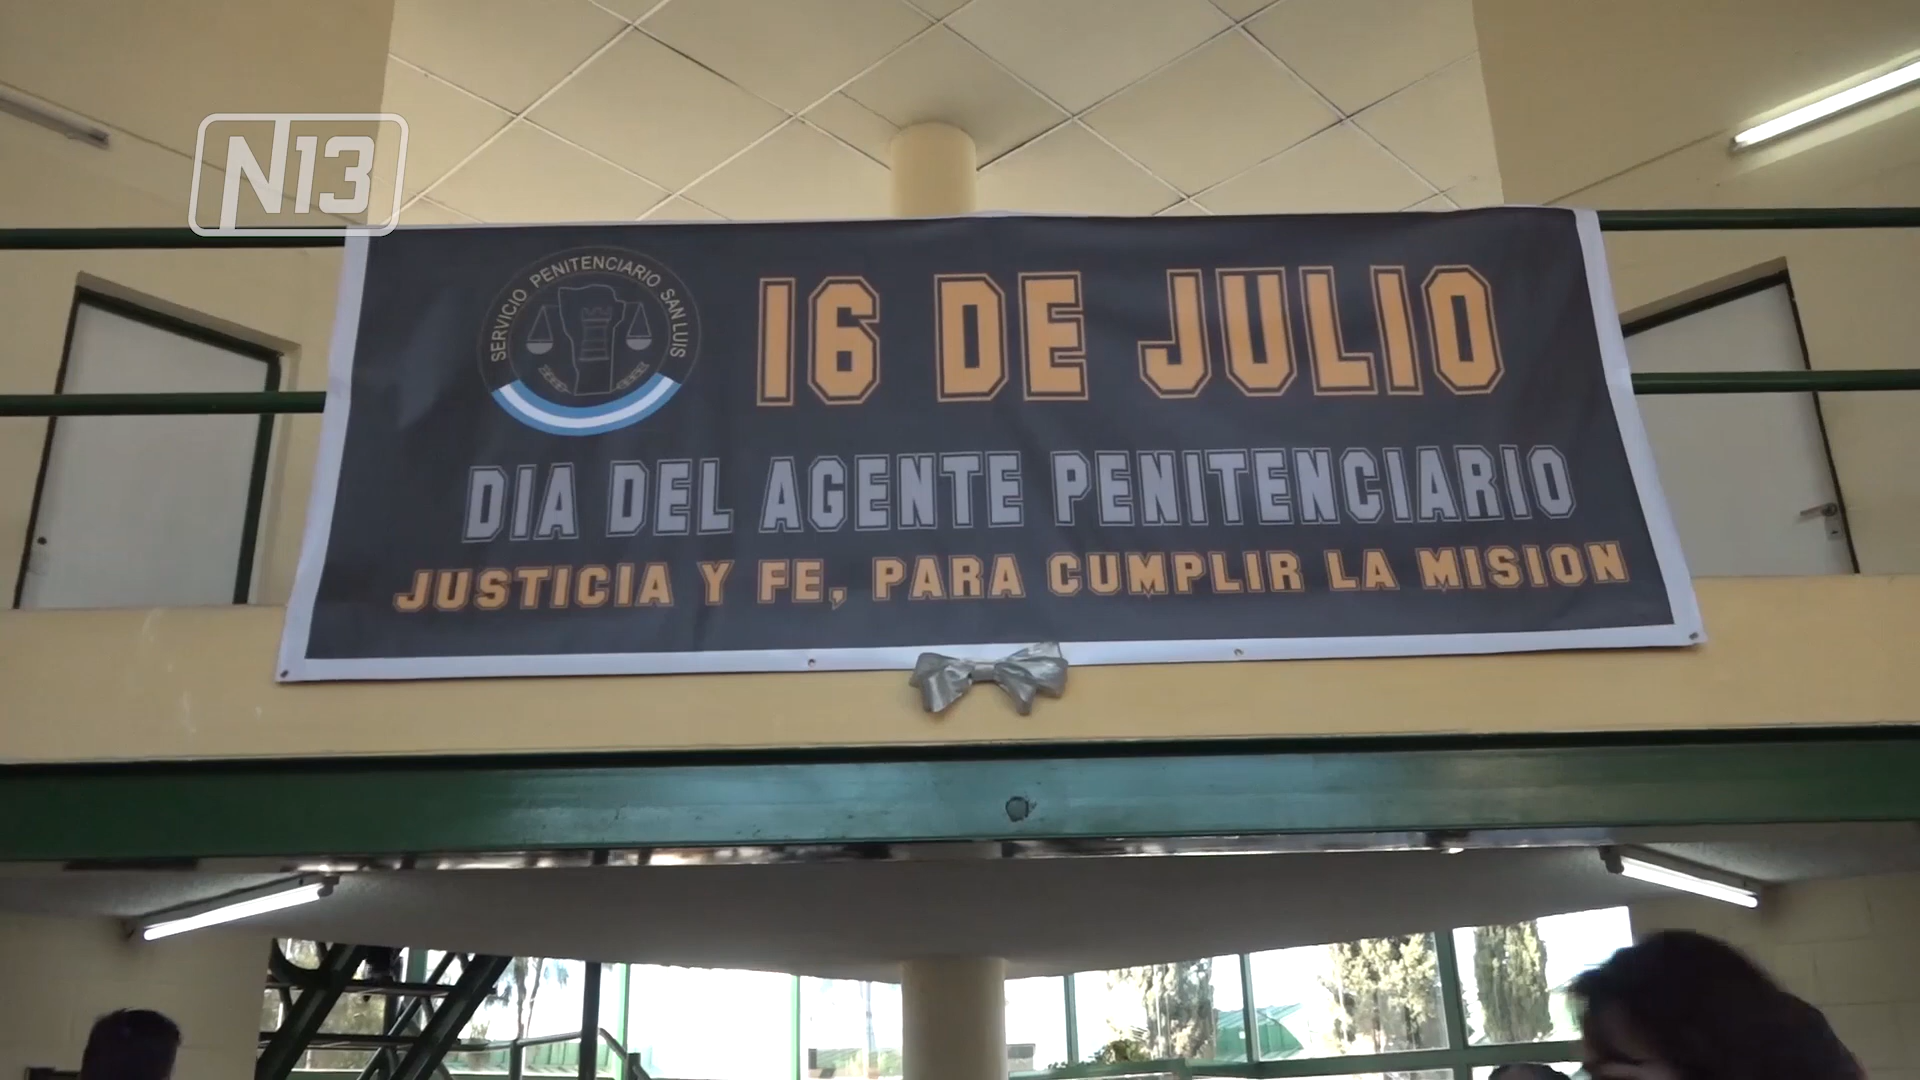 N13
SERVICIO PENITENCIARIO SAN LUIS
16 DE JULIO
DIA DEL AGENTE PENITENCIARIO
JUSTICIA Y FE, PARA CUMPLIR LA MISION